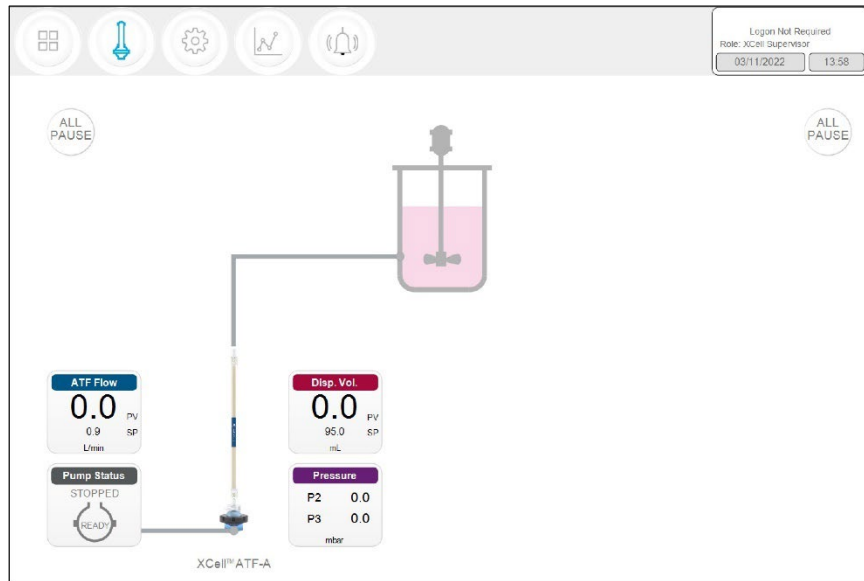 Logon Not Required
Role: XCell Supervisor
03/11/2022 13:58
ALL
PAUSE
ALL
PAUSE
ATF Flow
0.0 PV
0.9 SP
L/min
Disp. Vol.
0.0 PV
95.0 SP
mL
Pump Status
STOPPED
READY
Pressure
P2 0.0
P3 0.0
mbar
XCell™ ATF-A